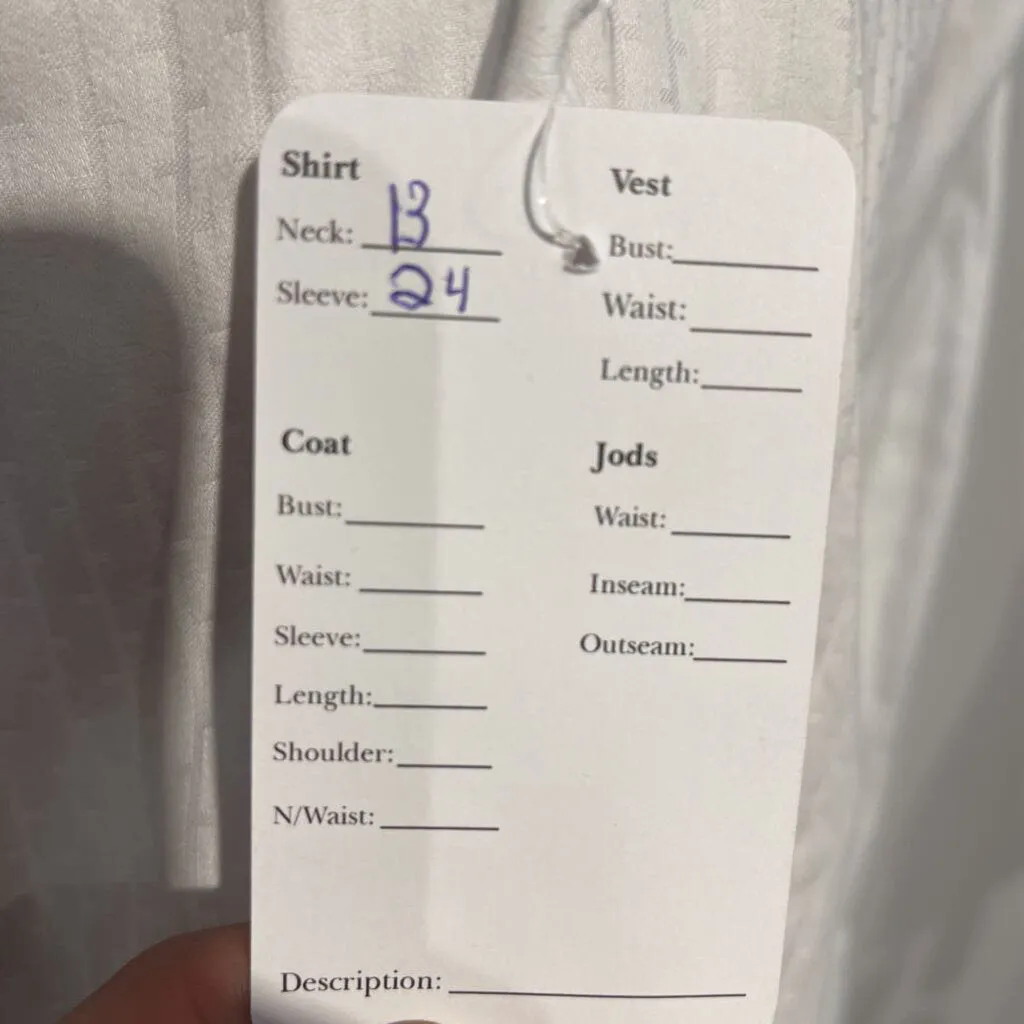 Shirt
Neck: 13
Sleeve: 24
Vest
Bust:
Waist:
Length:
Coat
Bust:
Waist:
Sleeve:
Length:
Shoulder:
N/Waist:
Jods
Waist:
Inseam:
Outseam:
Description: